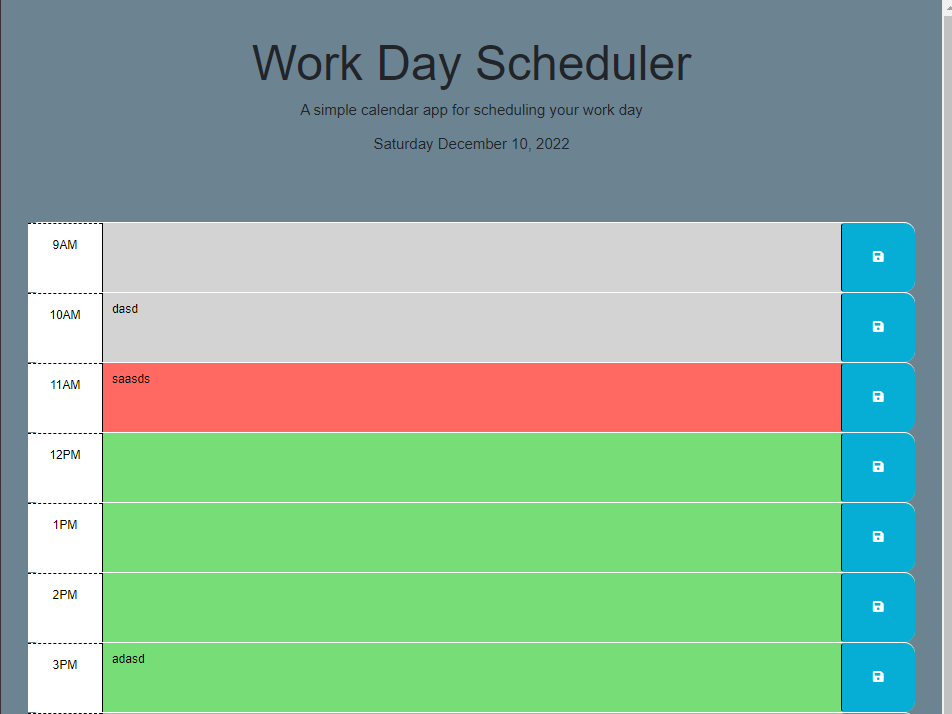 Work Day Scheduler
A simple calendar app for scheduling your work day
Saturday December 10, 2022
9AM
10AM dasd
11AM saasds
12PM
1PM
2PM
3PM adasd